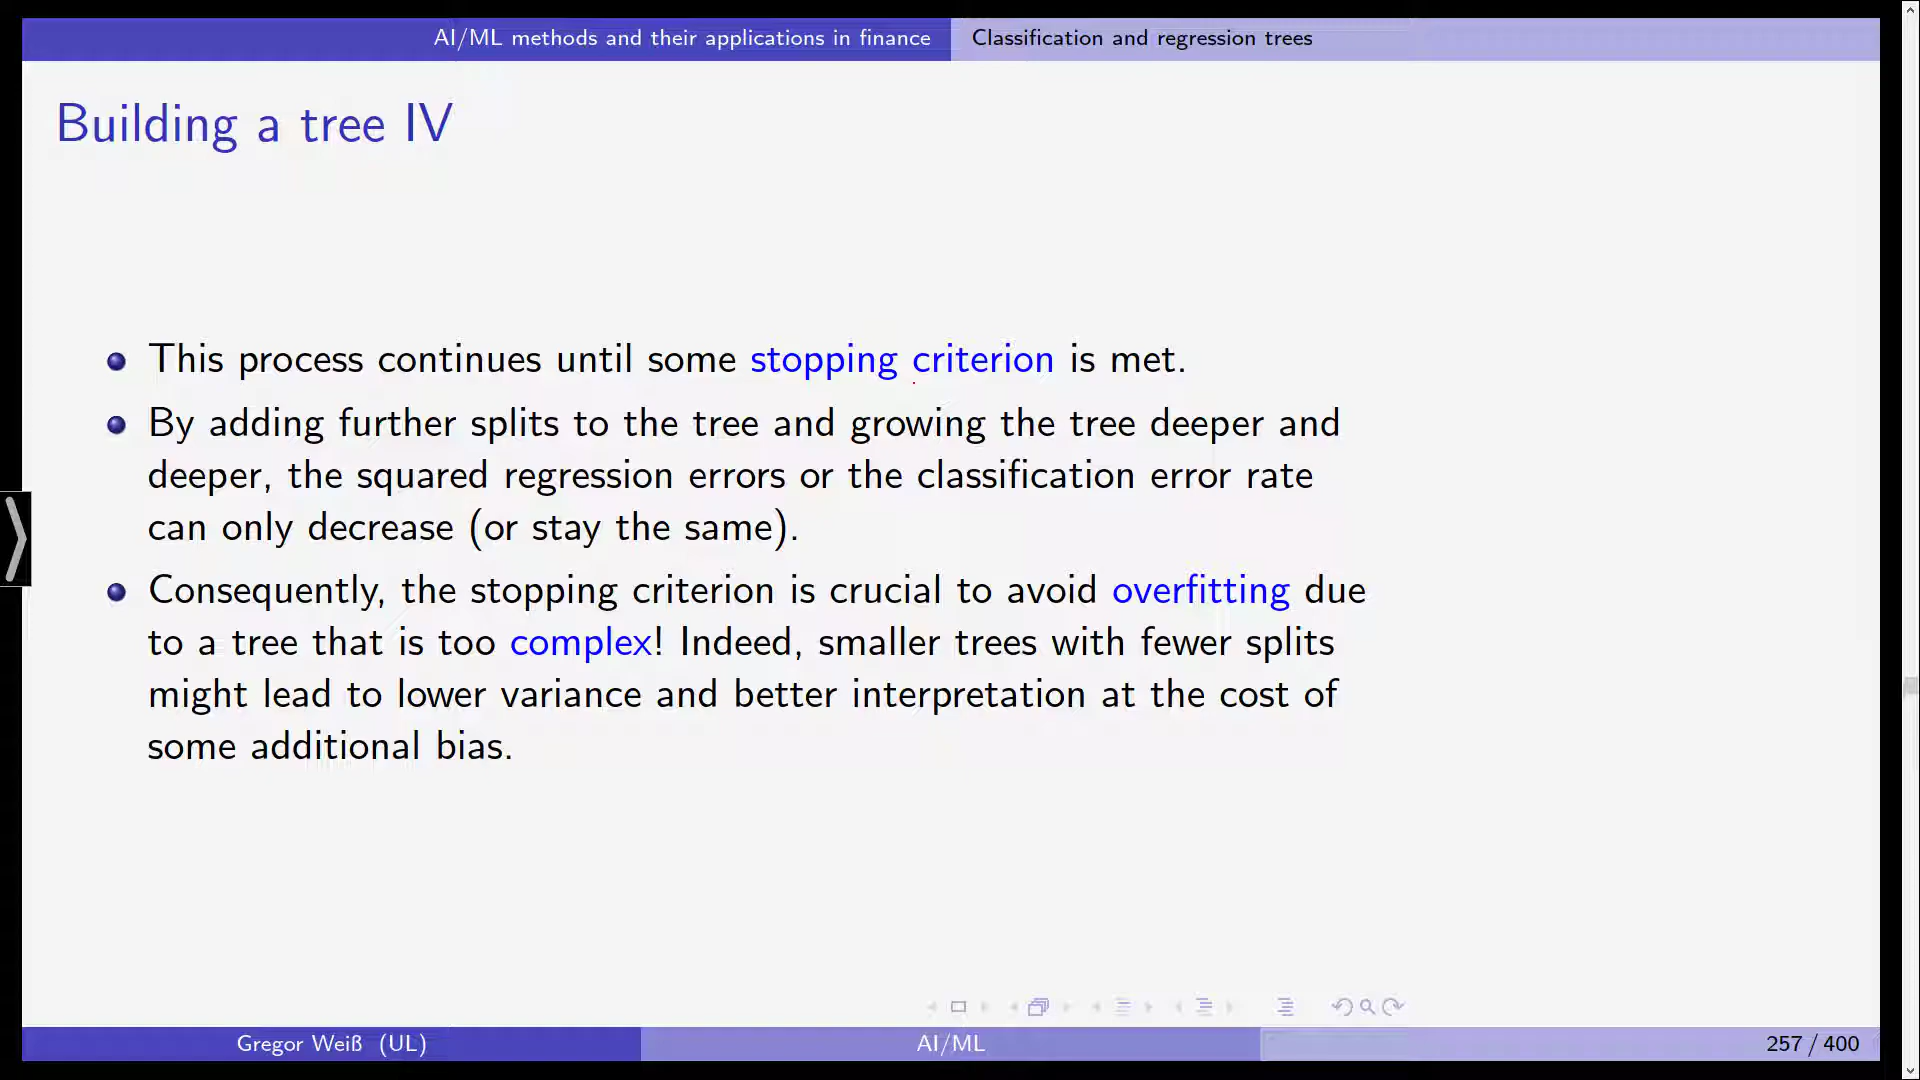 AI/ML methods and their applications in finance
Classification and regression trees
Building a tree IV
This process continues until some stopping criterion is met.
By adding further splits to the tree and growing the tree deeper and
deeper, the squared regression errors or the classification error rate
can only decrease (or stay the same).
Consequently, the stopping criterion is crucial to avoid overfitting due
to a tree that is too complex! Indeed, smaller trees with fewer splits
might lead to lower variance and better interpretation at the cost of
some additional bias.
Gregor Weiß (UL)
AI/ML
257 / 400